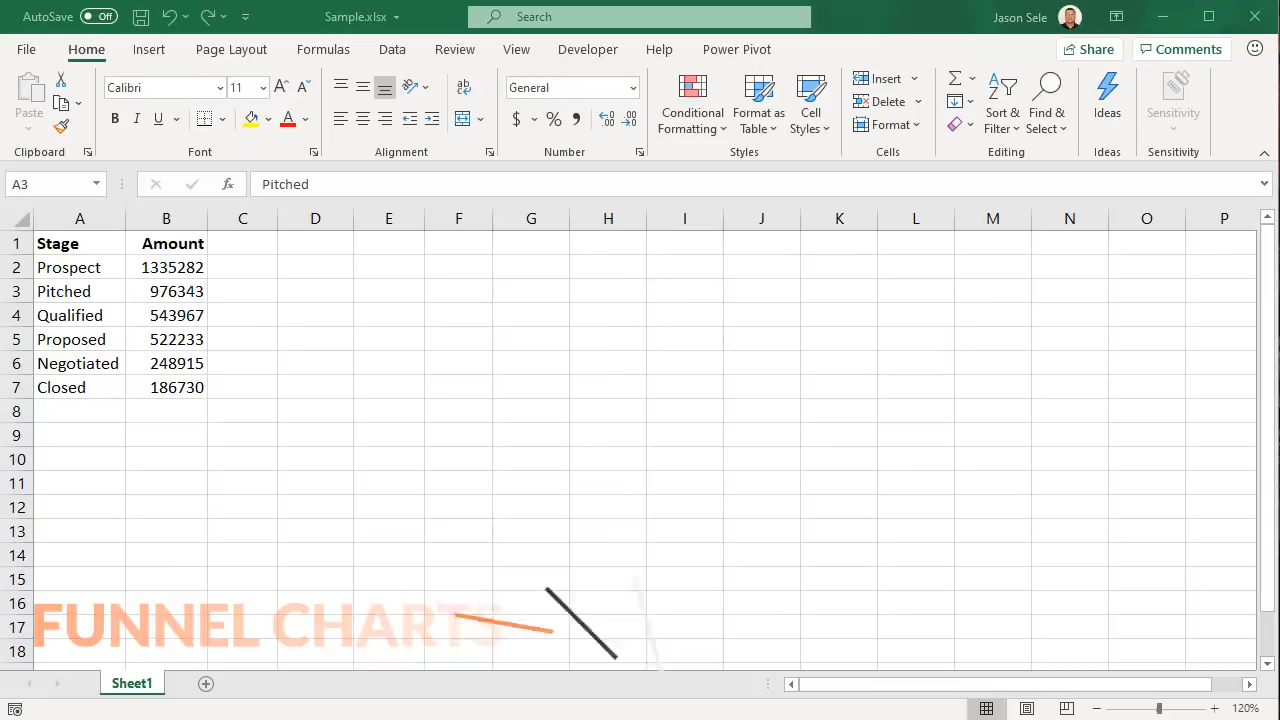 AutoSave Off Sample.xlsx Search Jason Sele
File Home Insert Page Layout Formulas Data Review View Developer Help Power Pivot Share Comments
Paste Calibri 11 General Conditional Formatting Format as Table Cell Styles Insert Delete Format Sort & Filter Find & Select Ideas Sensitivity
Clipboard Font Alignment Number Styles Cells Editing Ideas Sensitivity
A3 fx Pitched
A B C D E F G H I J K L M N O P
1 Stage Amount
2 Prospect 1335282
3 Pitched 976343
4 Qualified 543967
5 Proposed 522233
6 Negotiated 248915
7 Closed 186730
8
9
10
11
12
13
14
15
16
FUNNEL CHARTS
17
18
Sheet1
120%